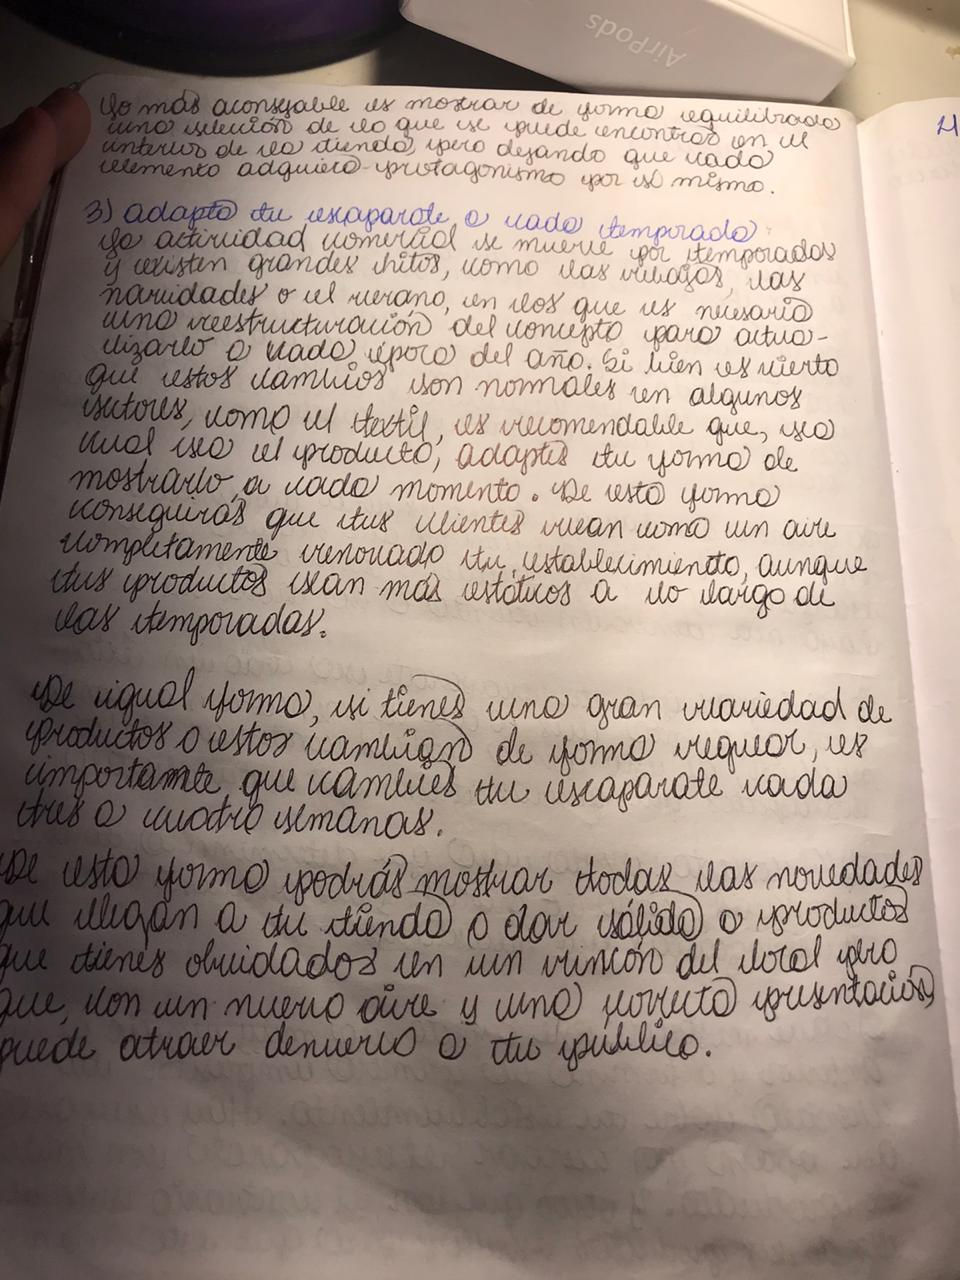 AirPods
Lo más aconsejable es mostrar de forma equilibrada
una selección de lo que se puede encontrar en el
interior de la tienda, pero dejando que cada
elemento adquiera protagonismo por sí mismo.
3) adapta tu escaparate a cada temporada
La actividad comercial se mueve por temporadas
y existen grandes hitos, como las rebajas, las
navidades o el verano, en los que es necesario
una reestructuración del concepto para actua-
lizarlo a cada época del año. Si bien es cierto
que estos cambios son normales en algunos
sectores, como el textil, es recomendable que, sea
cual sea el producto, adaptes tu forma de
mostrarlo a cada momento. De esta forma
conseguirás que tus clientes vean como un aire
completamente renovado tu establecimiento, aunque
tus productos sean más estáticos a lo largo de
las temporadas.
De igual forma, si tienes una gran variedad de
productos o estos cambian de forma regular, es
importante que cambies tu escaparate cada
tres o cuatro semanas.
De esta forma podrás mostrar todas las novedades
que llegan a tu tienda o dar sálida a productos
que tienes olvidados en un rincón del local pero
que, con un nuevo aire y una correcta presentación,
puede atraer denuevo a tu público.